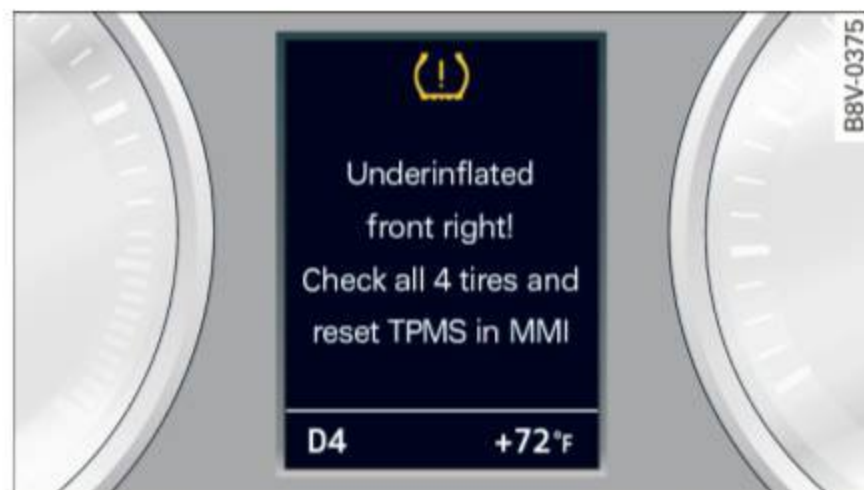 Underinflated
front right!
Check all 4 tires and
reset TPMS in MMI
D4 +72°F
B8V-0375